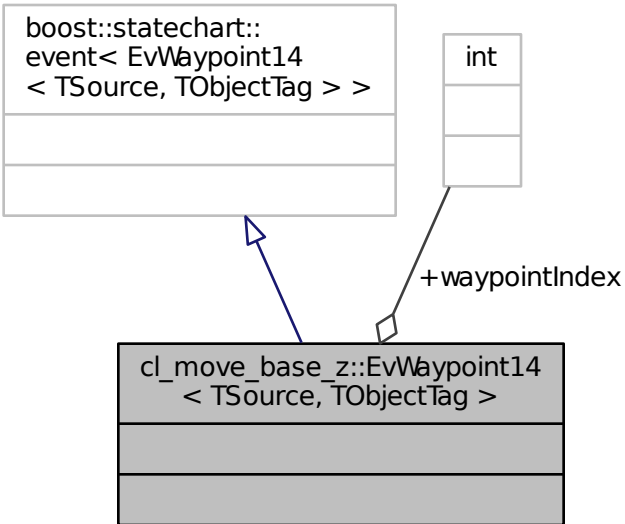 boost::statechart::
event< EvWaypoint14
< TSource, TObjectTag > >
int
+waypointIndex
cl_move_base_z::EvWaypoint14
< TSource, TObjectTag >